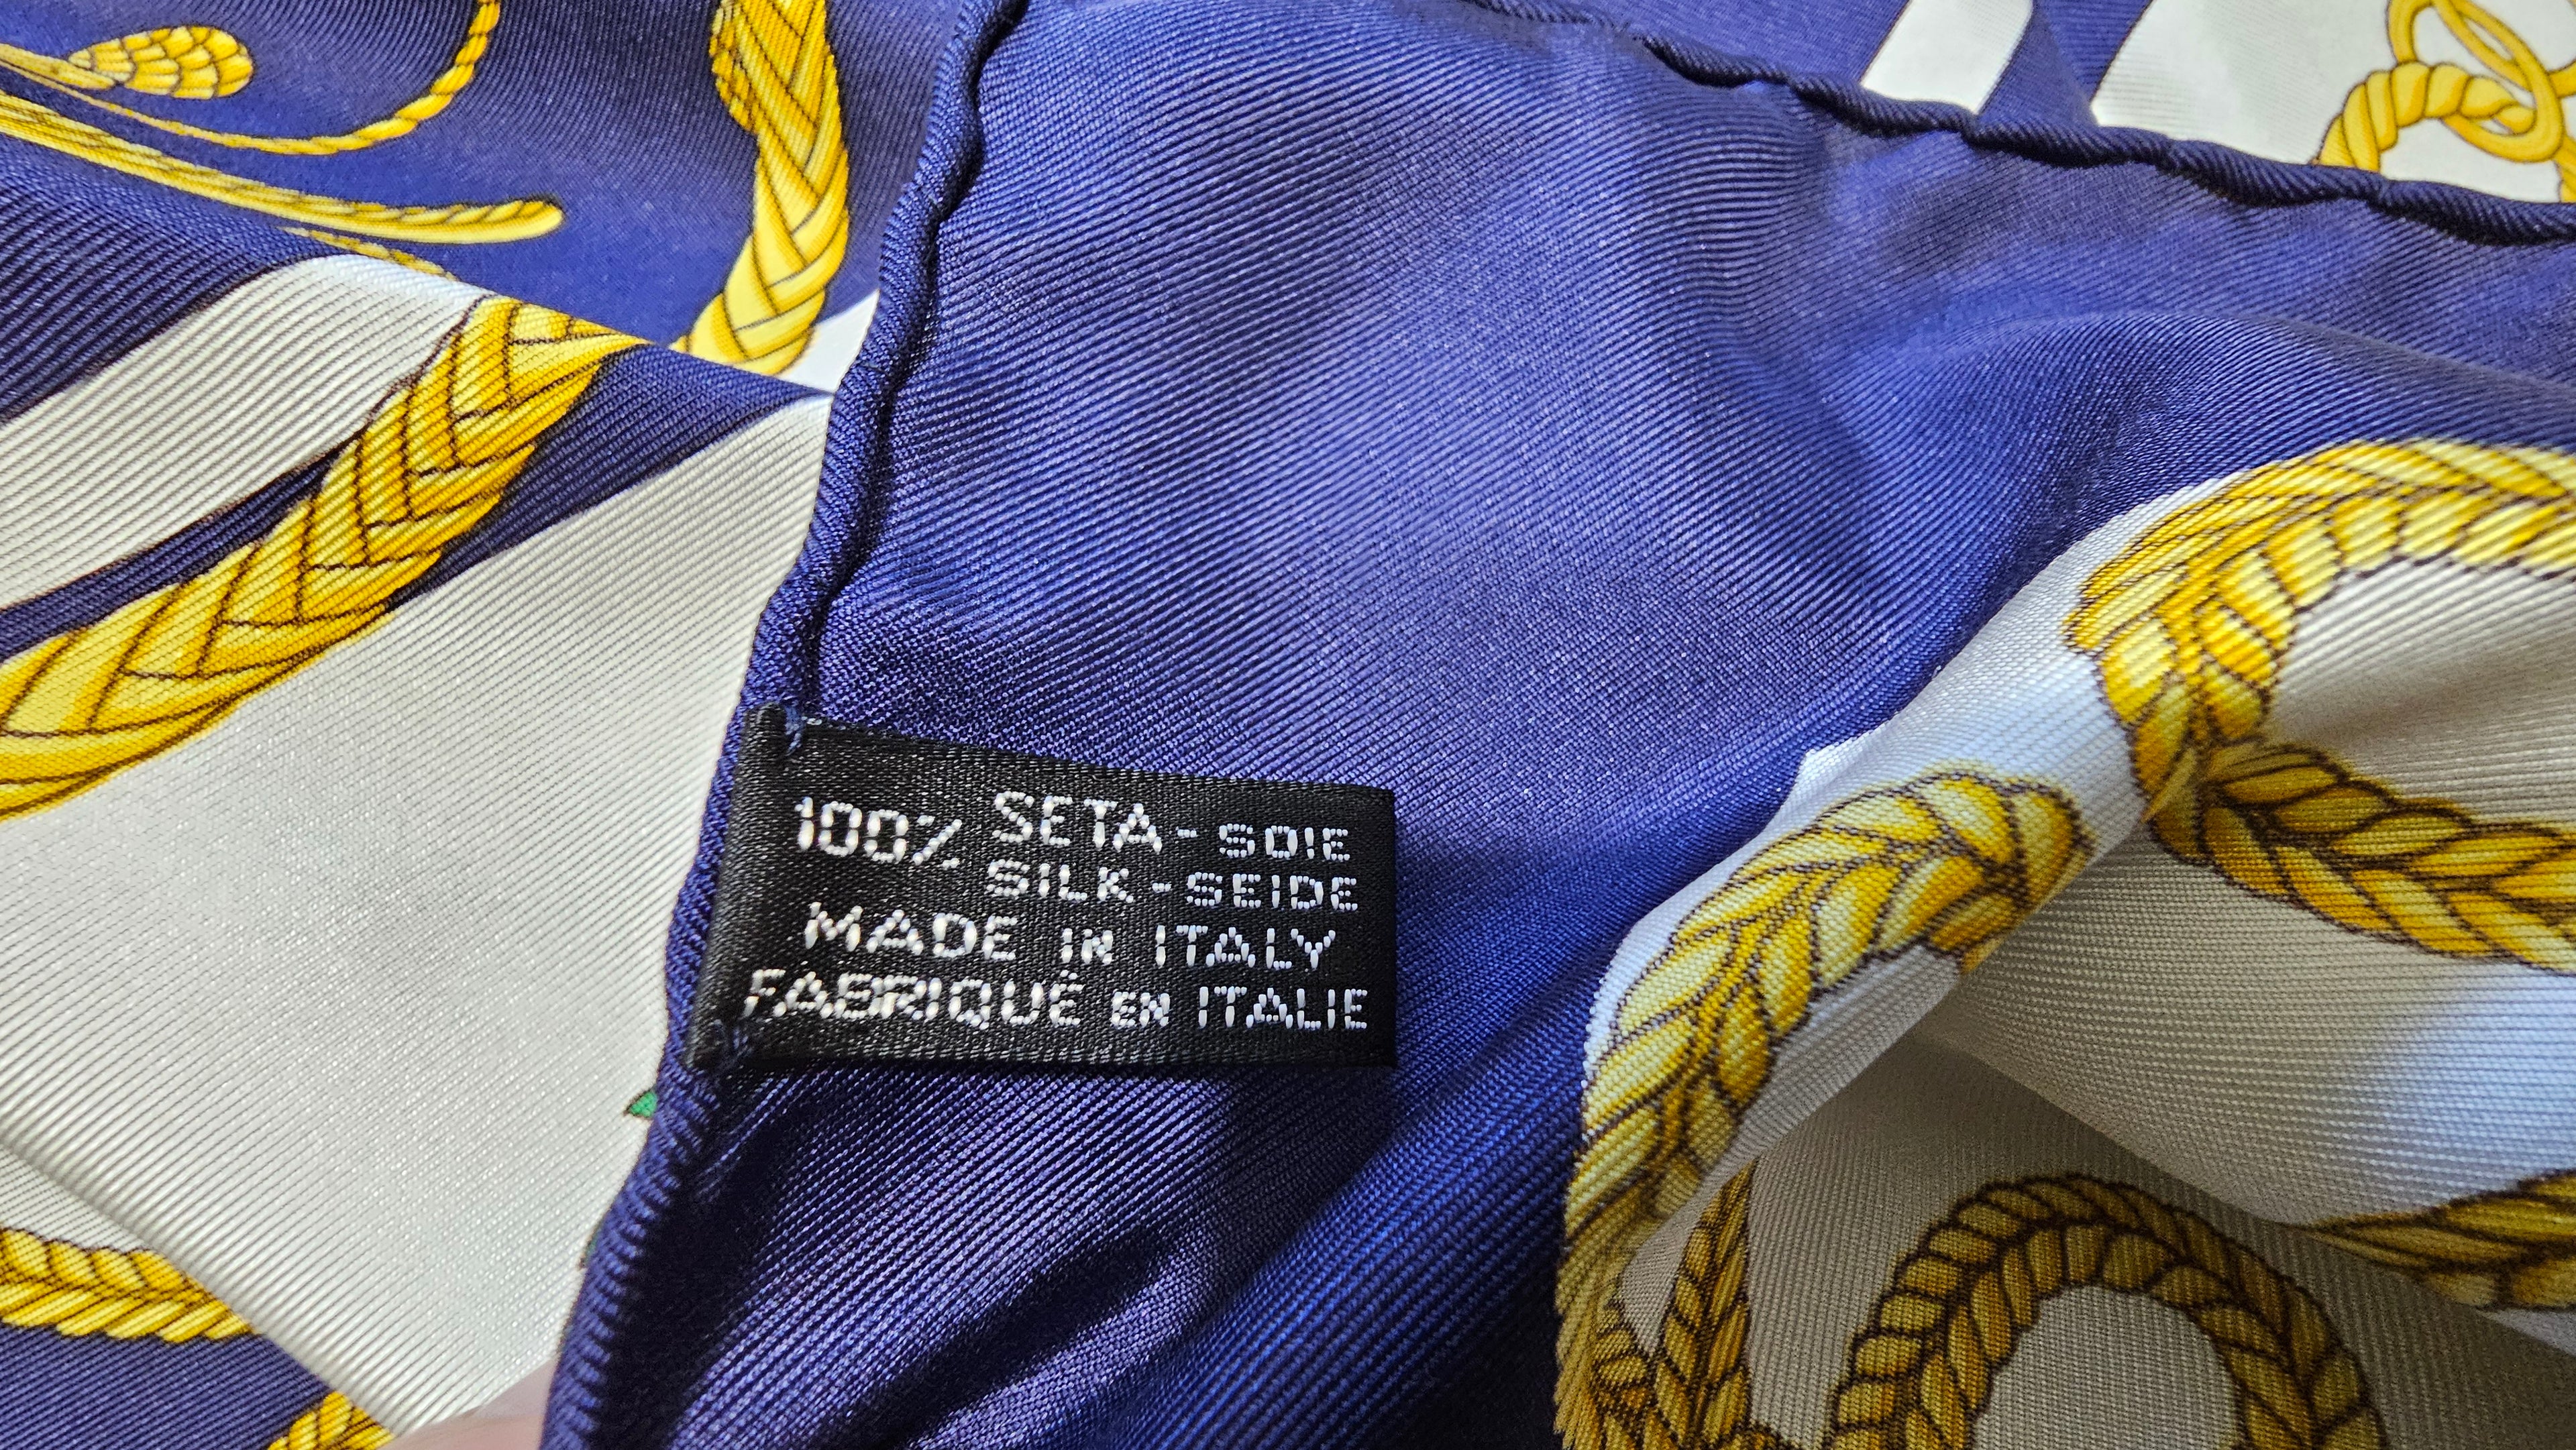 100% SETA - SOIE
SILK - SEIDE
MADE IN ITALY
FABRIQUÉ EN ITALIE